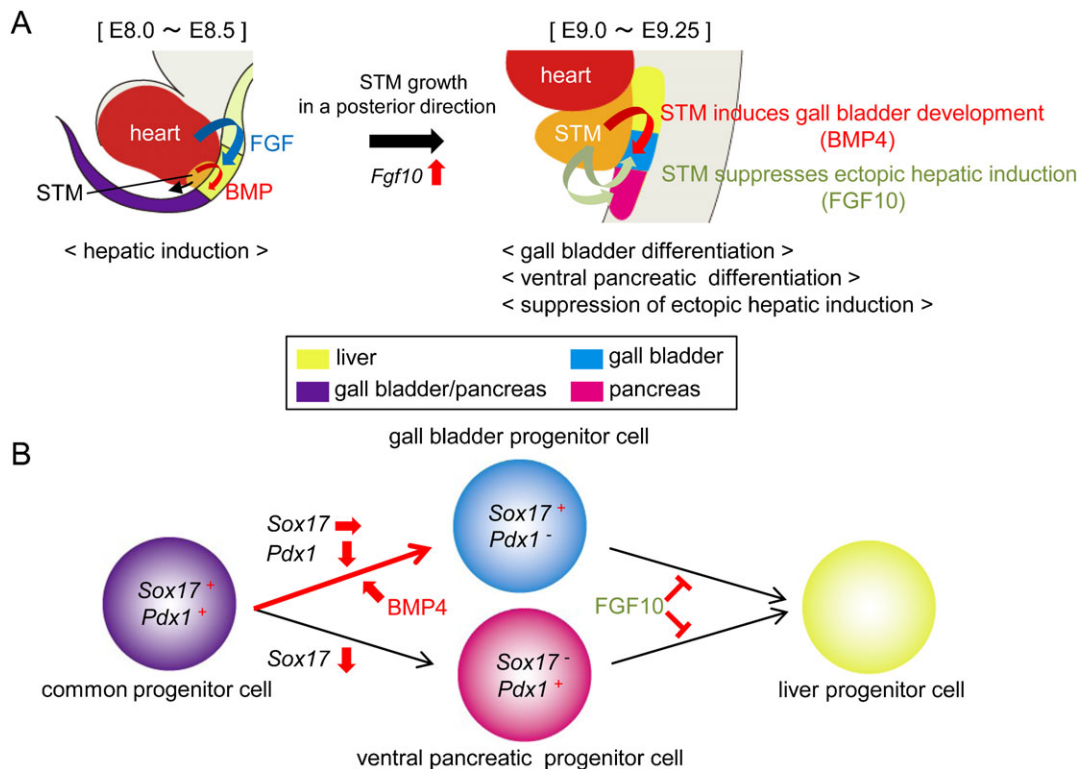 A
[ E8.0 ～ E8.5 ]
[ E9.0 ～ E9.25 ]
heart
FGF
STM
BMP
STM growth
in a posterior direction
Fgf10
heart
STM
STM induces gall bladder development
(BMP4)
STM suppresses ectopic hepatic induction
(FGF10)
< hepatic induction >
< gall bladder differentiation >
< ventral pancreatic differentiation >
< suppression of ectopic hepatic induction >
liver
gall bladder
gall bladder/pancreas
pancreas
B
gall bladder progenitor cell
Sox17 +
Pdx1 +
common progenitor cell
Sox17
Pdx1
BMP4
Sox17
Sox17 +
Pdx1 -
Sox17 -
Pdx1 +
ventral pancreatic progenitor cell
FGF10
liver progenitor cell